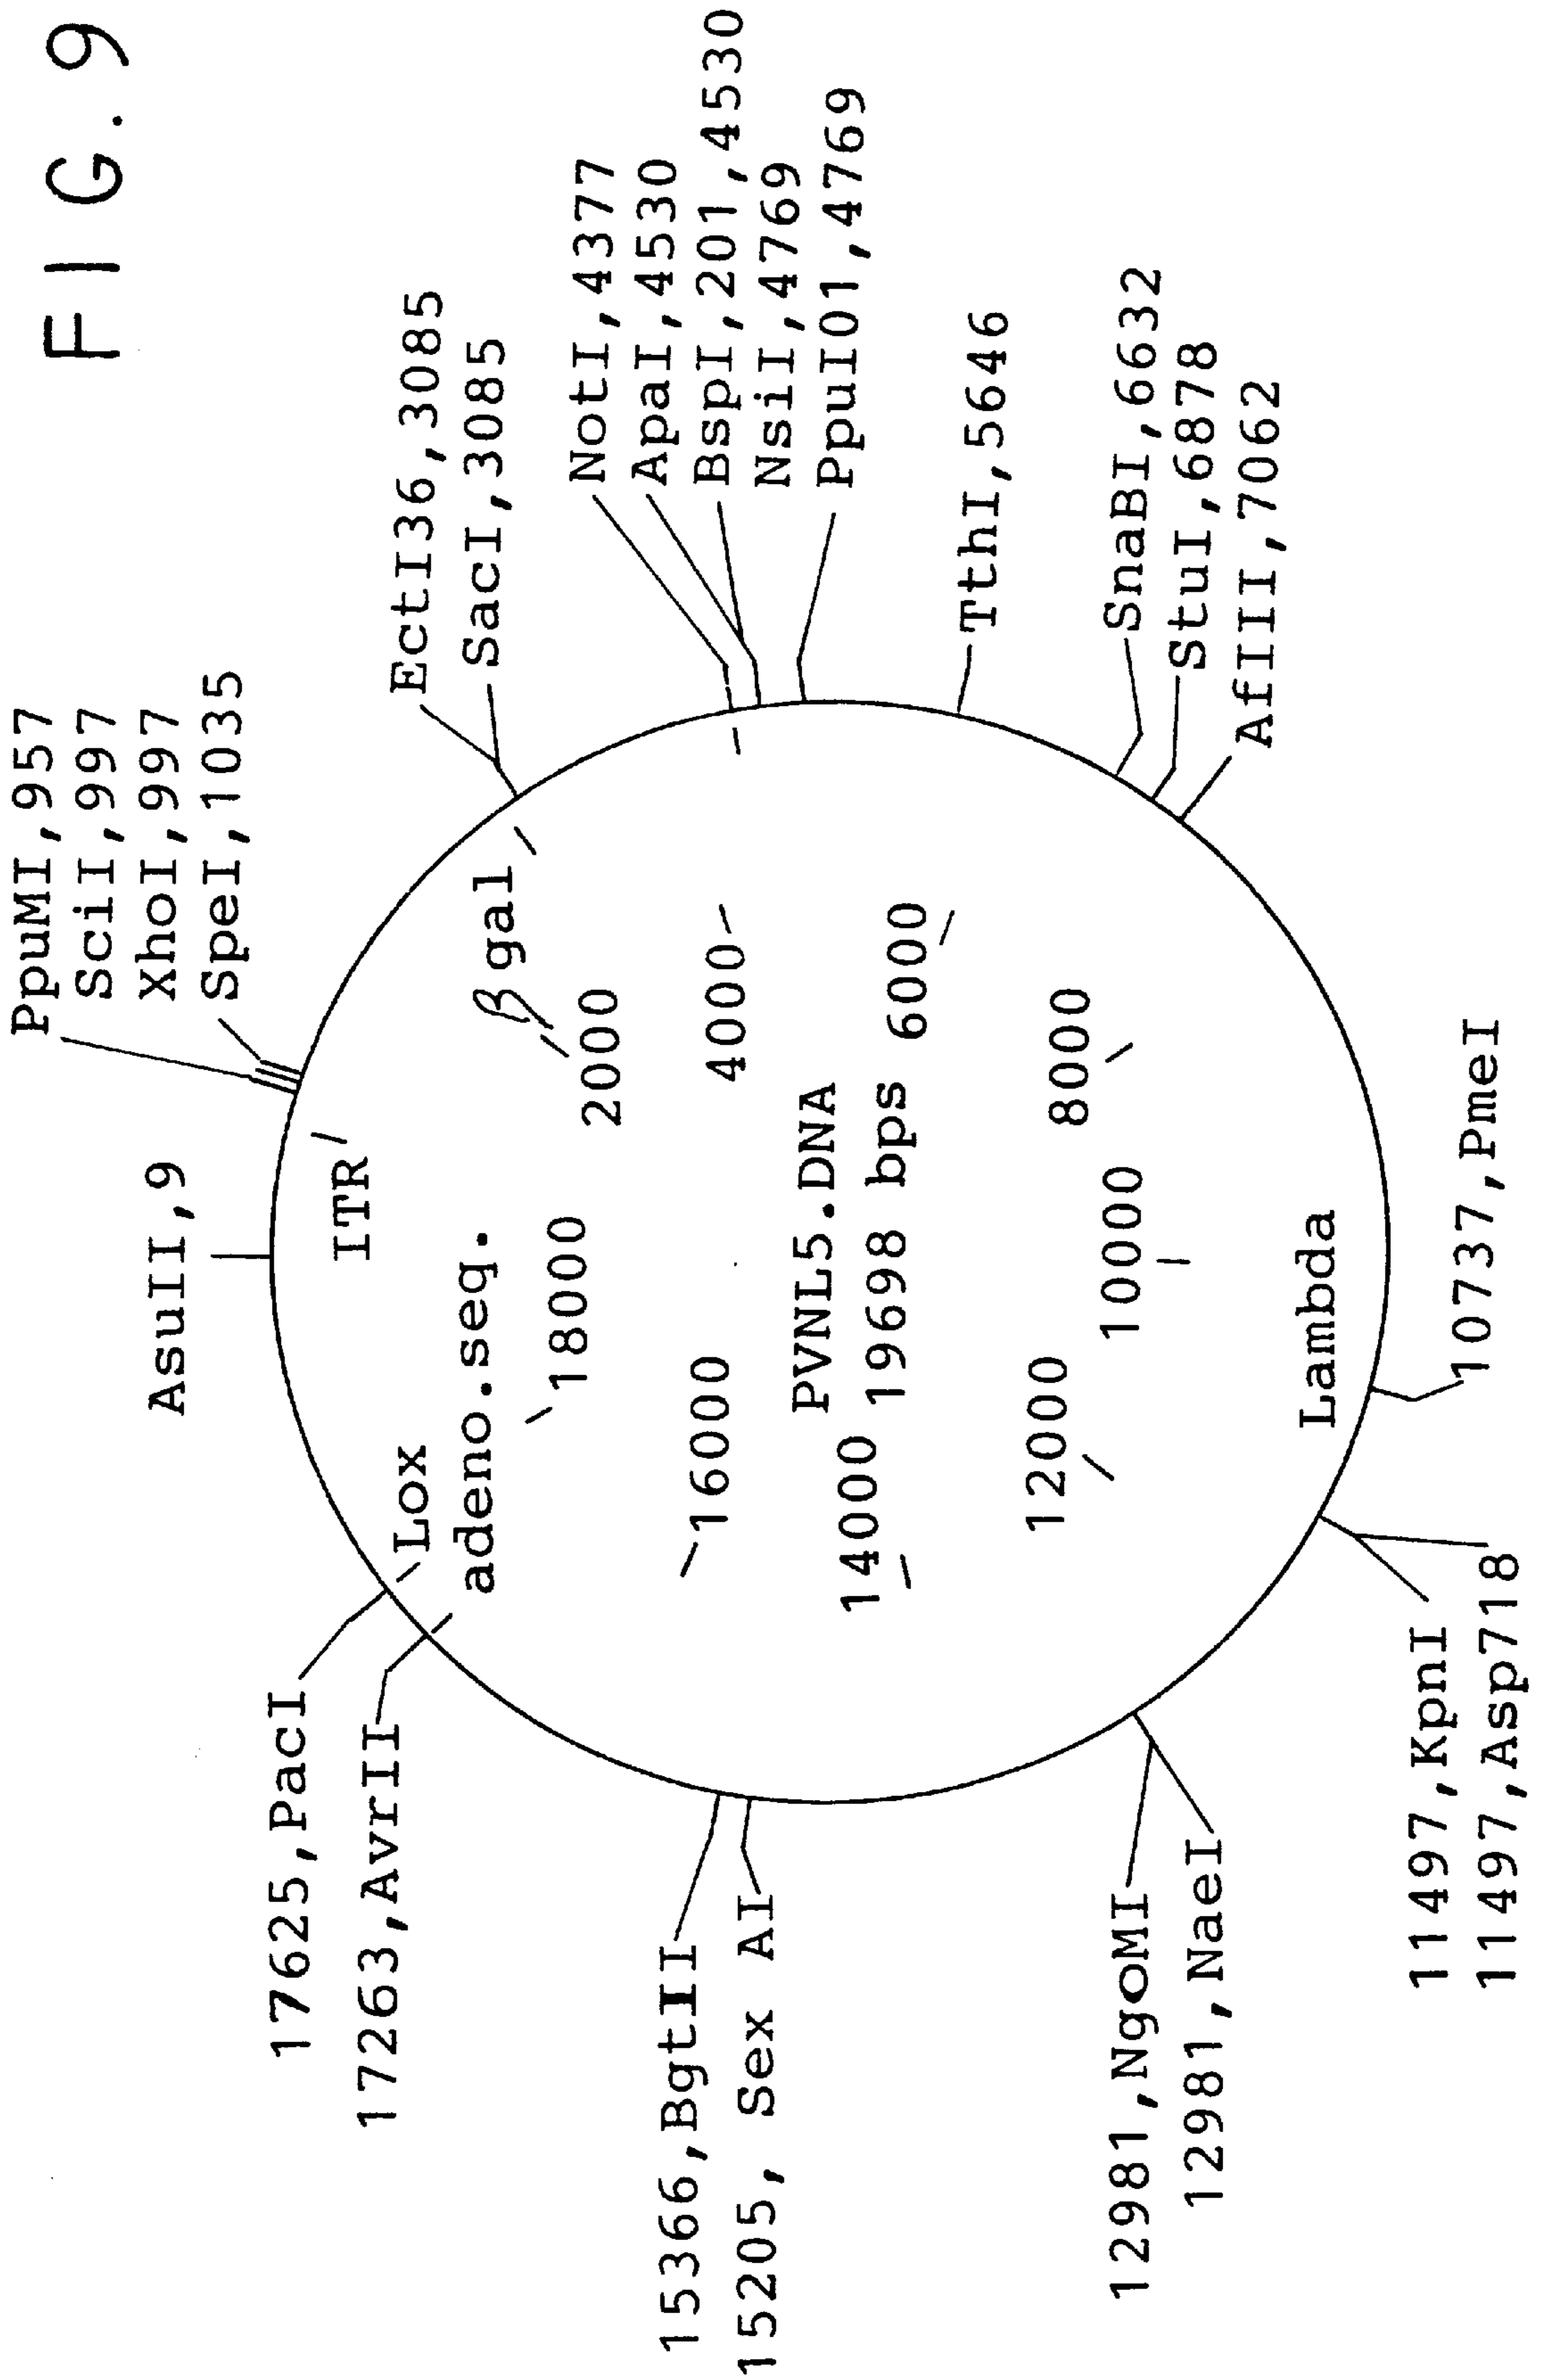 FIG.9
AsuII,9
PpuMI,957
SciI,997
XhoI,997
SpeI,1035
EctI36,3085
SacI,3085
NotI,4377
ApaI,4530
BspI,201,4530
NsiI,4769
PpuI01,4769
TthI,5646
SnaBI,6632
StuI,6878
AfIII,7062
10737,PmeI
11497,KpnI
11497,Asp718
12981,NgoMI
12981,NaeI
15205, Sex AI
15366,BgtII
17263,AvrII
17625,PacI
ITR
Lox
adeno.seq.
βgal
18000
2000
16000
4000
PVNL5.DNA
14000 19698 bps 6000
12000
10000
8000
Lambda